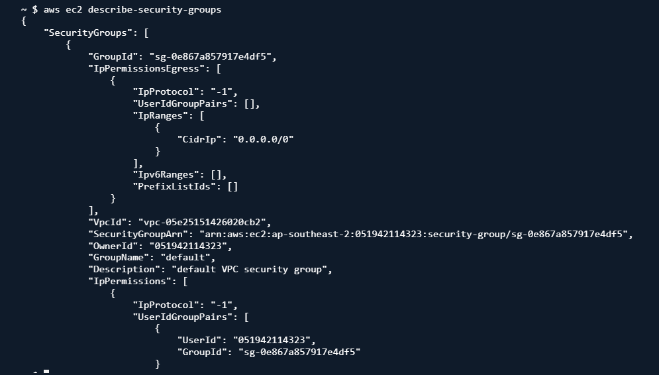 ~ $ aws ec2 describe-security-groups
{
    "SecurityGroups": [
        {
            "GroupId": "sg-0e867a857917e4df5",
            "IpPermissionsEgress": [
                {
                    "IpProtocol": "-1",
                    "UserIdGroupPairs": [],
                    "IpRanges": [
                        {
                            "CidrIp": "0.0.0.0/0"
                        }
                    ],
                    "Ipv6Ranges": [],
                    "PrefixListIds": []
                }
            ],
            "VpcId": "vpc-05e25151426020cb2",
            "SecurityGroupArn": "arn:aws:ec2:ap-southeast-2:051942114323:security-group/sg-0e867a857917e4df5",
            "OwnerId": "051942114323",
            "GroupName": "default",
            "Description": "default VPC security group",
            "IpPermissions": [
                {
                    "IpProtocol": "-1",
                    "UserIdGroupPairs": [
                        {
                            "UserId": "051942114323",
                            "GroupId": "sg-0e867a857917e4df5"
                        }